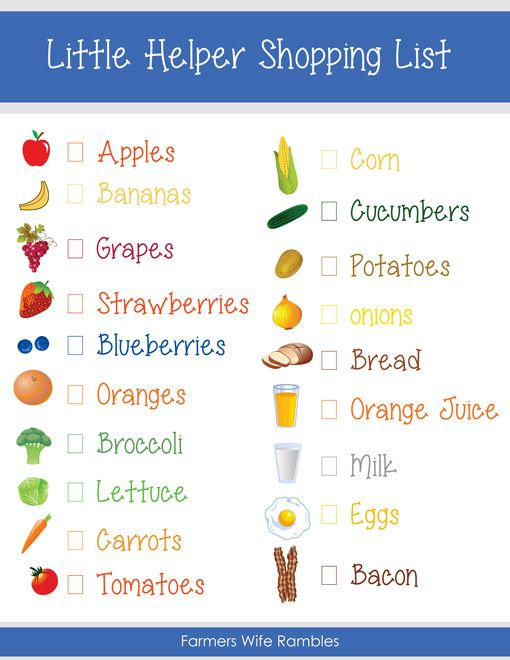 Little Helper Shopping List
Apples
Bananas
Grapes
Strawberries
Blueberries
Oranges
Broccoli
Lettuce
Carrots
Tomatoes
Corn
Cucumbers
Potatoes
onions
Bread
Orange Juice
Milk
Eggs
Bacon
Farmers Wife Rambles